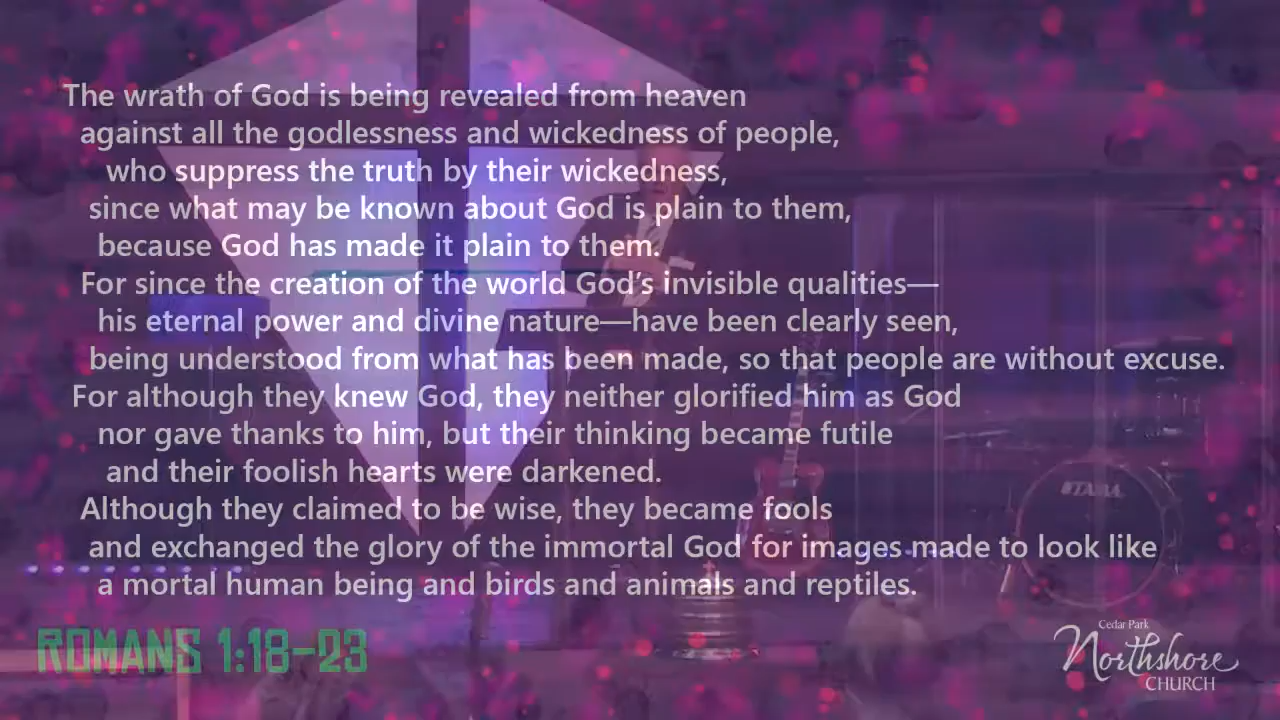 The wrath of God is being revealed from heaven
against all the godlessness and wickedness of people,
who suppress the truth by their wickedness,
since what may be known about God is plain to them,
because God has made it plain to them.
For since the creation of the world God’s invisible qualities—
his eternal power and divine nature—have been clearly seen,
being understood from what has been made, so that people are without excuse.
For although they knew God, they neither glorified him as God
nor gave thanks to him, but their thinking became futile
and their foolish hearts were darkened.
Although they claimed to be wise, they became fools
and exchanged the glory of the immortal God for images made to look like
a mortal human being and birds and animals and reptiles.
ROMANS 1:18-23
Cedar Park
Northshore
CHURCH
TAMA